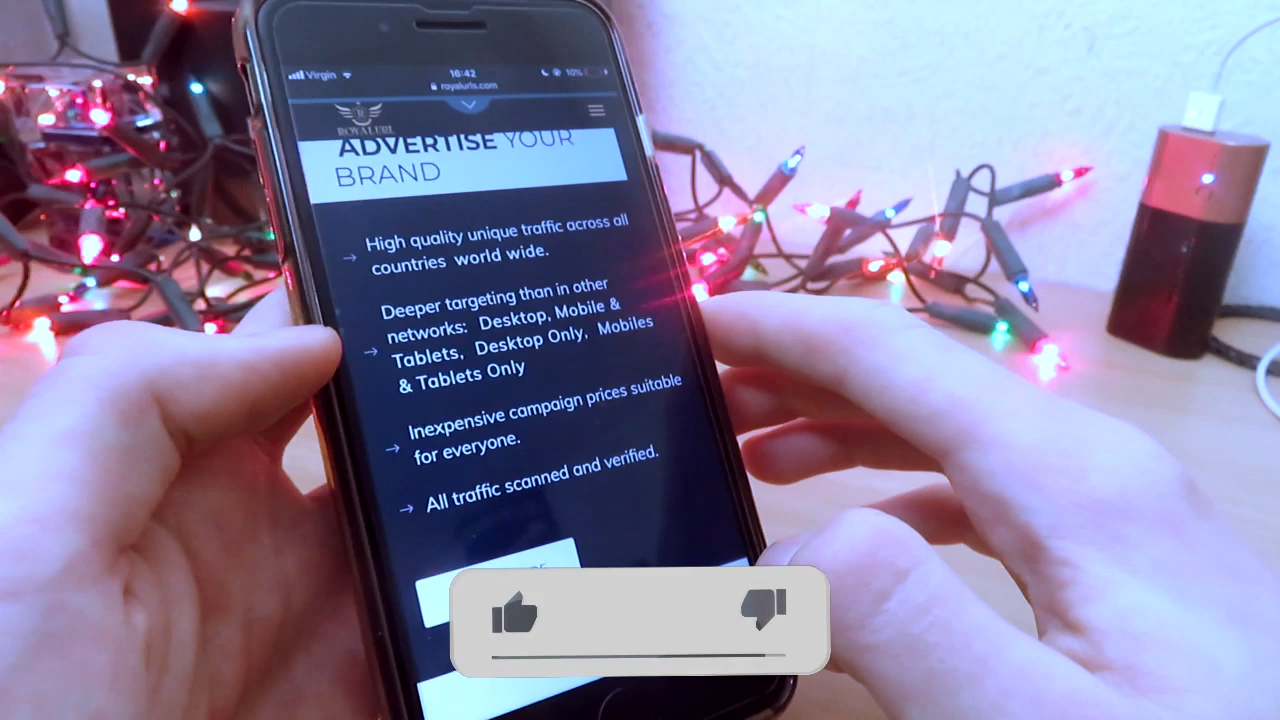 Virgin
16:42
10%
royalurls.com
ROYALURL
ADVERTISE YOUR
BRAND
→ High quality unique traffic across all
countries world wide.
→ Deeper targeting than in other
networks: Desktop, Mobile &
Tablets, Desktop Only, Mobiles
& Tablets Only
→ Inexpensive campaign prices suitable
for everyone.
→ All traffic scanned and verified.